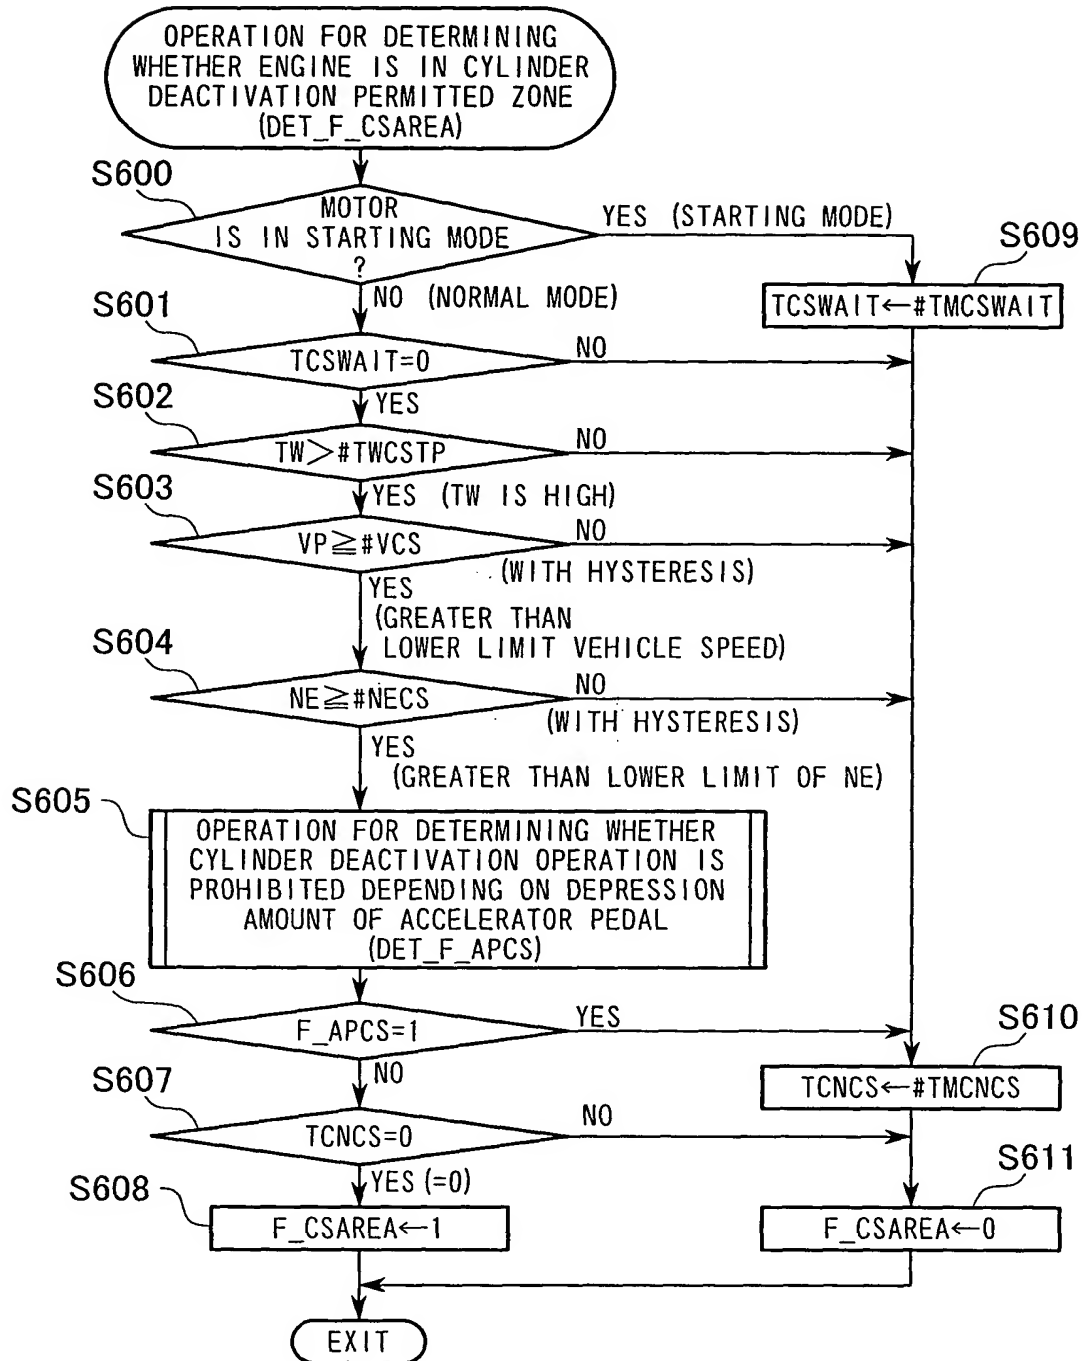 OPERATION FOR DETERMINING
WHETHER ENGINE IS IN CYLINDER
DEACTIVATION PERMITTED ZONE
(DET_F_CSAREA)
S600
MOTOR
IS IN STARTING MODE
?
YES (STARTING MODE)
S609
TCSWAIT←#TMCSWAIT
NO (NORMAL MODE)
S601
TCSWAIT=0
NO
YES
S602
TW>#TWCSTP
NO
YES (TW IS HIGH)
S603
VP≧#VCS
NO
(WITH HYSTERESIS)
YES
(GREATER THAN
LOWER LIMIT VEHICLE SPEED)
S604
NE≧#NECS
NO
(WITH HYSTERESIS)
YES
(GREATER THAN LOWER LIMIT OF NE)
S605
OPERATION FOR DETERMINING WHETHER
CYLINDER DEACTIVATION OPERATION IS
PROHIBITED DEPENDING ON DEPRESSION
AMOUNT OF ACCELERATOR PEDAL
(DET_F_APCS)
S606
F_APCS=1
YES
NO
S610
TCNCS←#TMCNCS
S607
TCNCS=0
NO
YES (=0)
S608
F_CSAREA←1
S611
F_CSAREA←0
EXIT